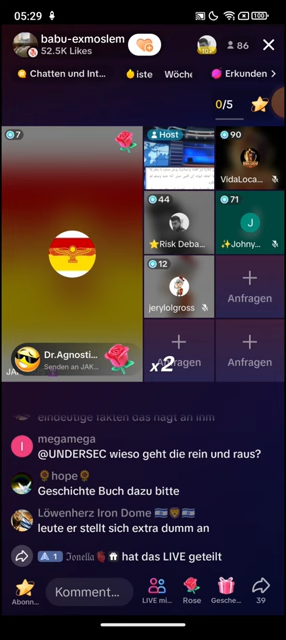 05:29
100
babu-exmoslem
52.5K Likes
86
Chatten und Int...
iste
Woche
Erkunden >
0/5
7
Host
90
VidaLoca...
44
Risk Deba...
71
J
Johny...
12
jerylolgross
Anfragen
Dr.Agnosti...
Senden an JAK...
x2
Anfragen
Anfragen
eindeutige fakten das hagt an ihm
megamega
@UNDERSEC wieso geht die rein und raus?
hope
Geschichte Buch dazu bitte
Löwenherz Iron Dome
leute er stellt sich extra dumm an
A 1 Jonella hat das LIVE geteilt
Abonn...
Komment...
LIVE mi...
Rose
Gesche...
39